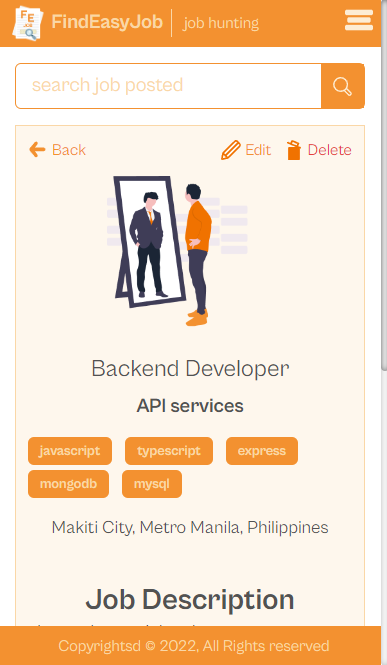 FE
JOB
FindEasyJob job hunting
search job posted
Back Edit Delete
Backend Developer
API services
javascript typescript express
mongodb mysql
Makiti City, Metro Manila, Philippines
Job Description
Copyrightsd © 2022, All Rights reserved